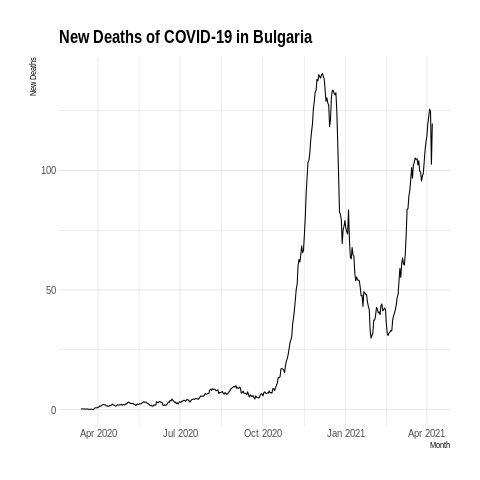 New Deaths of COVID-19 in Bulgaria
New Deaths
100
50
0
Apr 2020
Jul 2020
Oct 2020
Jan 2021
Apr 2021
Month